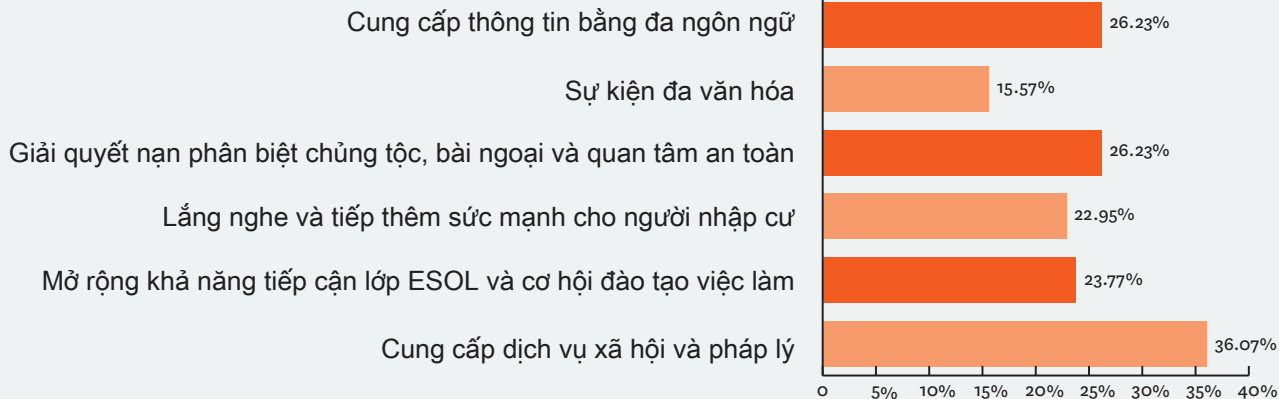 Cung cấp thông tin bằng đa ngôn ngữ
26.23%
Sự kiện đa văn hóa
15.57%
Giải quyết nạn phân biệt chủng tộc, bài ngoại và quan tâm an toàn
26.23%
Lắng nghe và tiếp thêm sức mạnh cho người nhập cư
22.95%
Mở rộng khả năng tiếp cận lớp ESOL và cơ hội đào tạo việc làm
23.77%
Cung cấp dịch vụ xã hội và pháp lý
36.07%
0 5% 10% 15% 20% 25% 30% 35% 40%